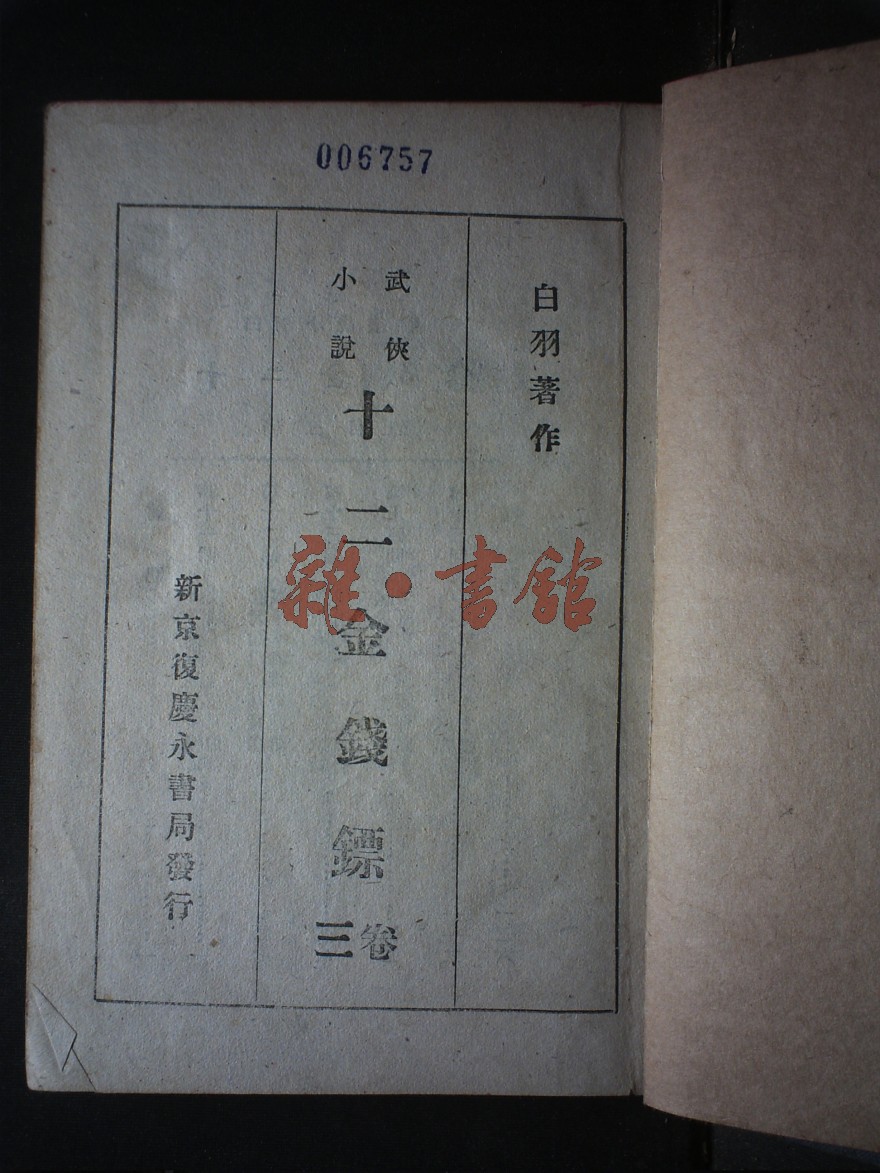 006757
白羽著作
武俠
小說
十二金錢鏢
卷三
新京復慶永書局發行
雜·書館